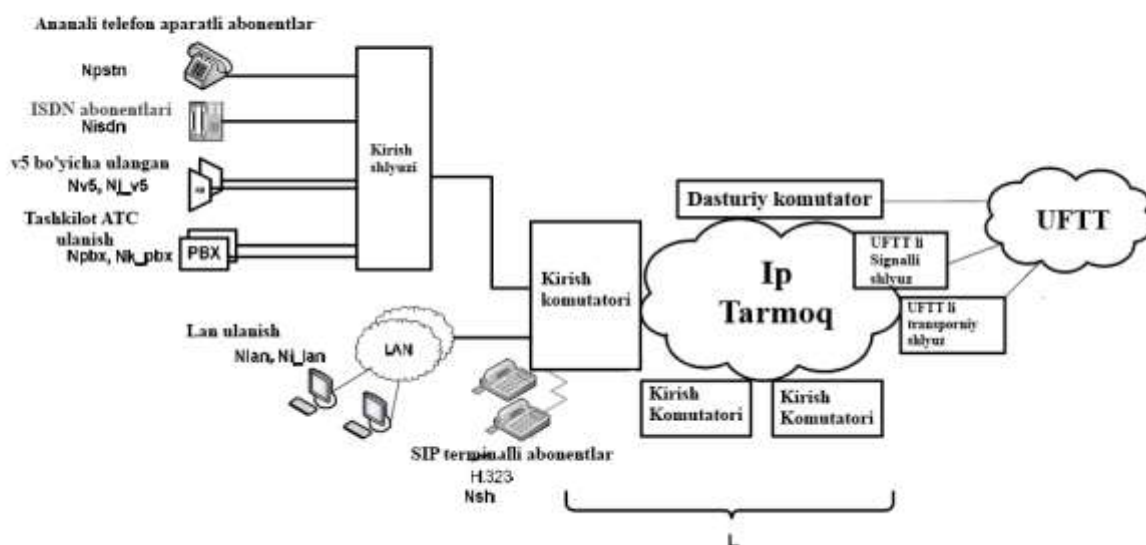 Ananali telefon aparatli abonentlar
Npstn
ISDN abonentlari
Nisdn
v5 bo'yicha ulangan
Nv5, Nj_v5
Tashkilot ATC
ulanish
Npbx, Nk_pbx
PBX
Kirish
shlyuzi
Lan ulanish
Nlan, Ni_lan
LAN
Kirish
komutatori
SIP terminalli abonentlar
H.323
Nsh
Dasturiy komutator
Ip
Tarmoq
UFTT li
Signalli
shlyuz
UFTT li
transporniy
shlyuz
UFTT
Kirish
Komutatori
Kirish
Komutatori
L